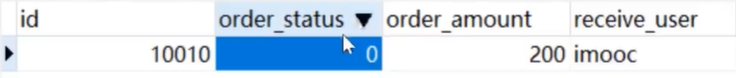 id order_status order_amount receive_user
10010 0 200 imooc